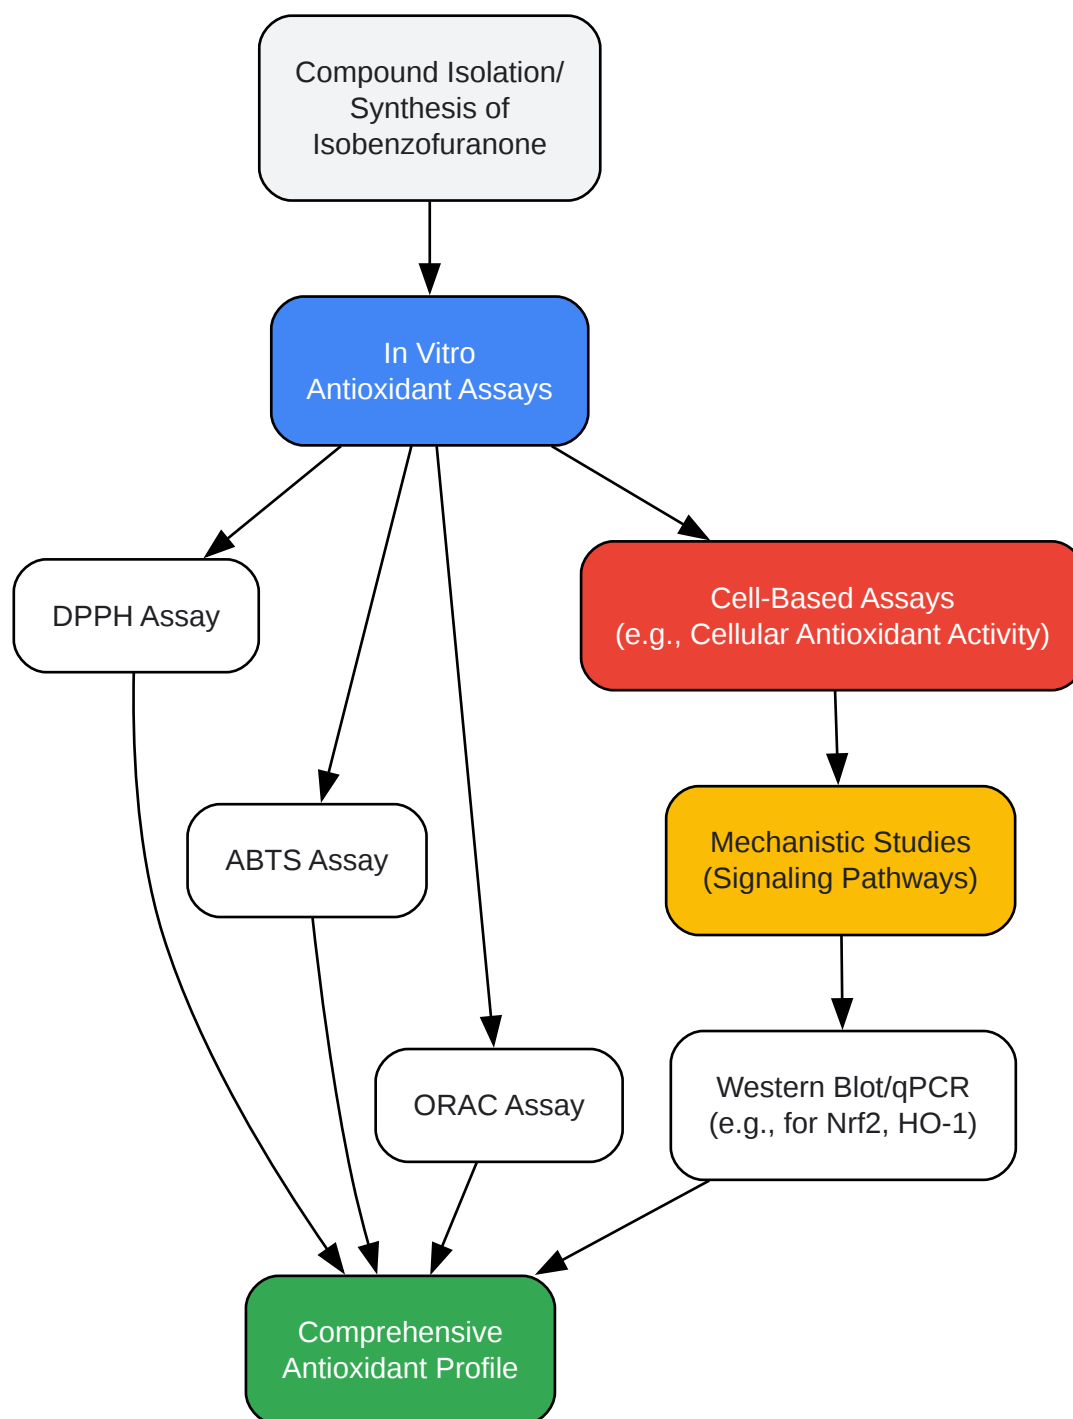 Compound Isolation/
Synthesis of
Isobenzofuranone
In Vitro
Antioxidant Assays
DPPH Assay
Cell-Based Assays
(e.g., Cellular Antioxidant Activity)
ABTS Assay
Mechanistic Studies
(Signaling Pathways)
ORAC Assay
Western Blot/qPCR
(e.g., for Nrf2, HO-1)
Comprehensive
Antioxidant Profile